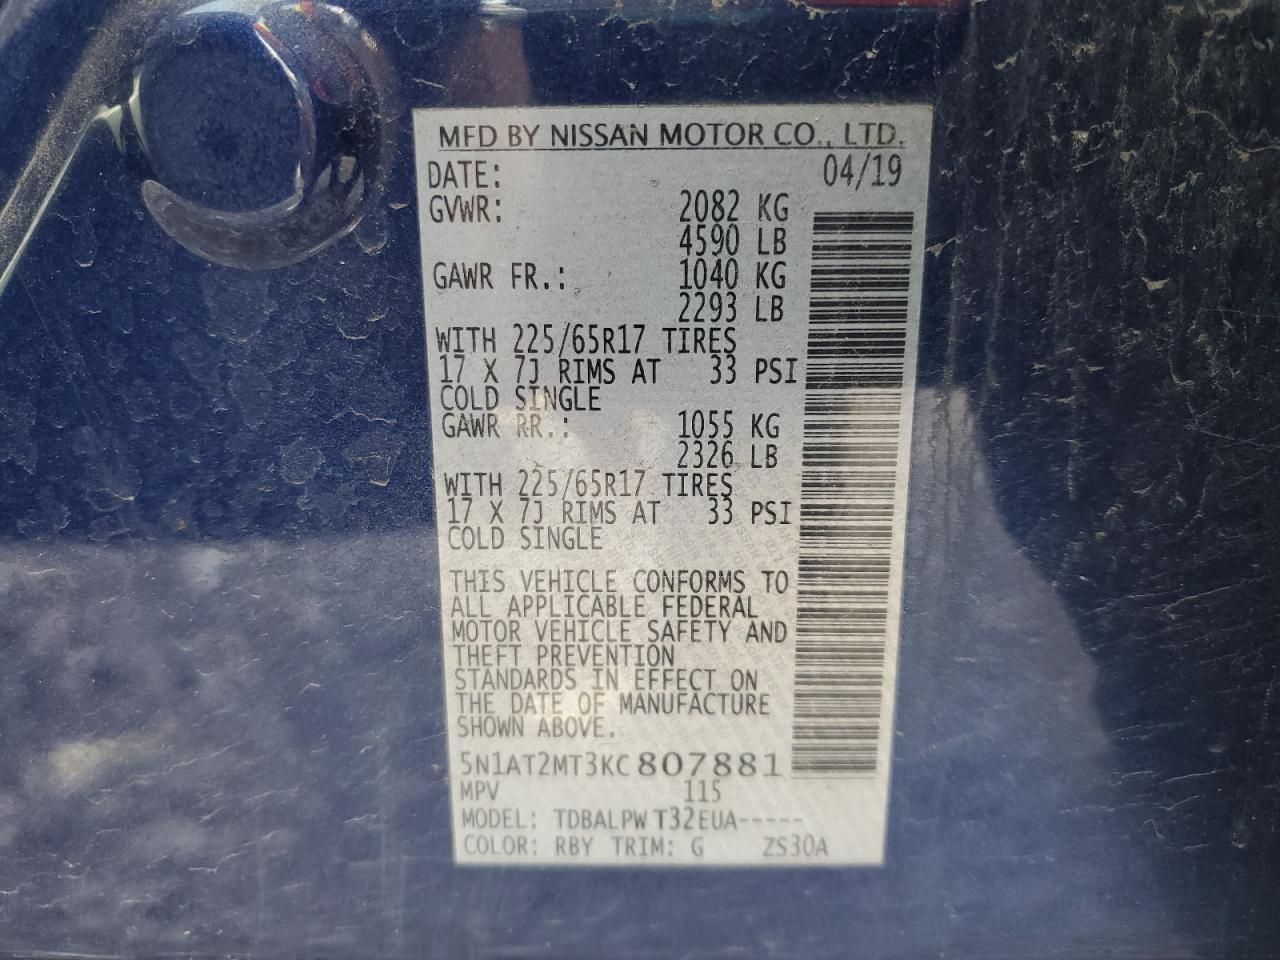 MFD BY NISSAN MOTOR CO., LTD.
DATE: 04/19
GVWR: 2082 KG
4590 LB
GAWR FR.: 1040 KG
2293 LB
WITH 225/65R17 TIRES
17 X 7J RIMS AT 33 PSI
COLD SINGLE
GAWR RR.: 1055 KG
2326 LB
WITH 225/65R17 TIRES
17 X 7J RIMS AT 33 PSI
COLD SINGLE
THIS VEHICLE CONFORMS TO
ALL APPLICABLE FEDERAL
MOTOR VEHICLE SAFETY AND
THEFT PREVENTION
STANDARDS IN EFFECT ON
THE DATE OF MANUFACTURE
SHOWN ABOVE.
5N1AT2MT3KC807881
MPV 115
MODEL: TDBALPW T32EUA-----
COLOR: RBY TRIM: G ZS30A